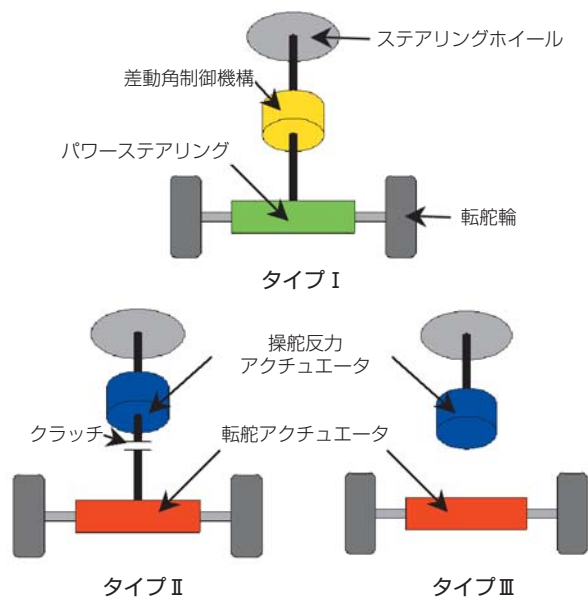 ステアリングホイール
差動角制御機構
パワーステアリング
転舵輪
タイプⅠ
操舵反力
アクチュエータ
クラッチ
転舵アクチュエータ
タイプⅡ
タイプⅢ